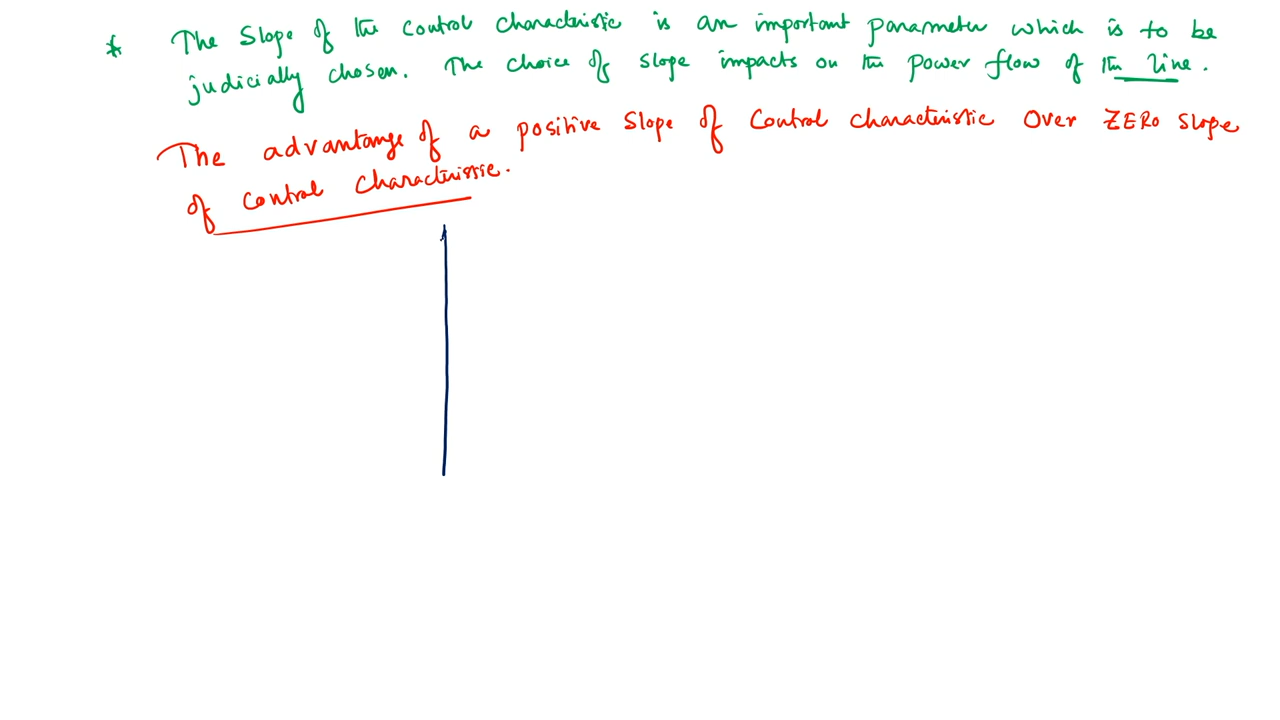 * The Slope of the Control Characteristic is an important parameter which is to be
judicially chosen. The choice of slope impacts on the power flow of the line.
The advantange of a positive Slope of Control characteristic Over ZERO slope
of control characteristic.